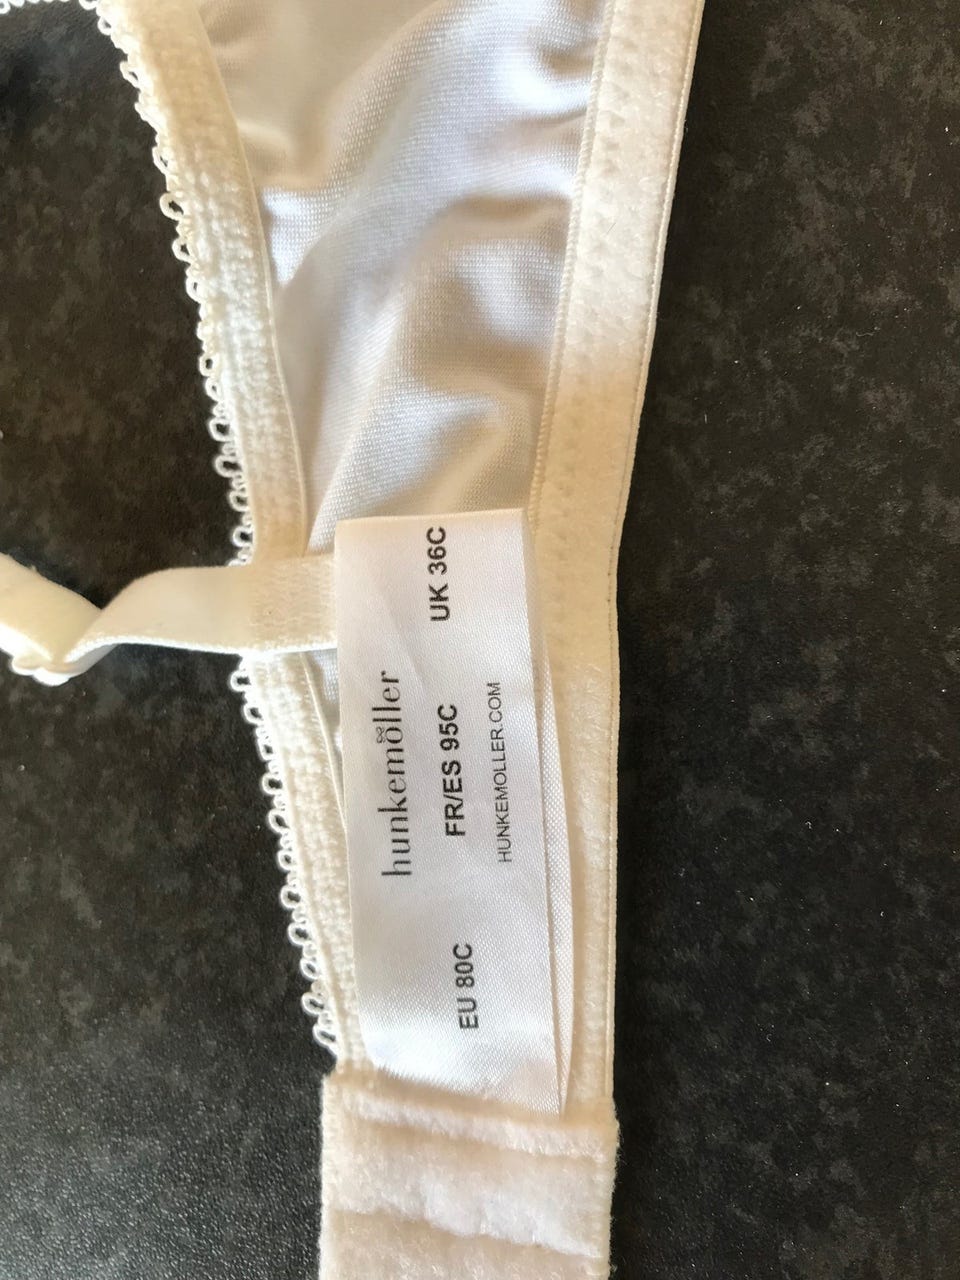 hunkemöller
EU 80C FR/ES 95C UK 36C
HUNKEMOLLER.COM